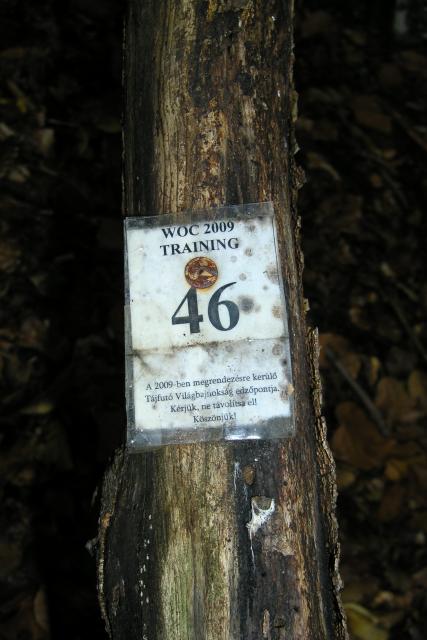 WOC 2009
TRAINING
46
A 2009-ben megrendezésre kerülő
Tájfutó Világbajnokság edzőpontja.
Kérjük, ne távolítsa el!
Köszönjük!